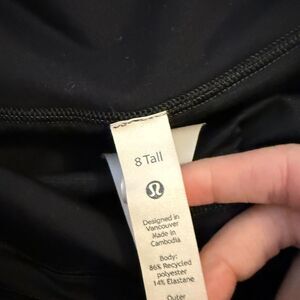 8 Tall
Designed in
Vancouver
Made in
Cambodia
Body:
86% Recycled
polyester
14% Elastane
Outer